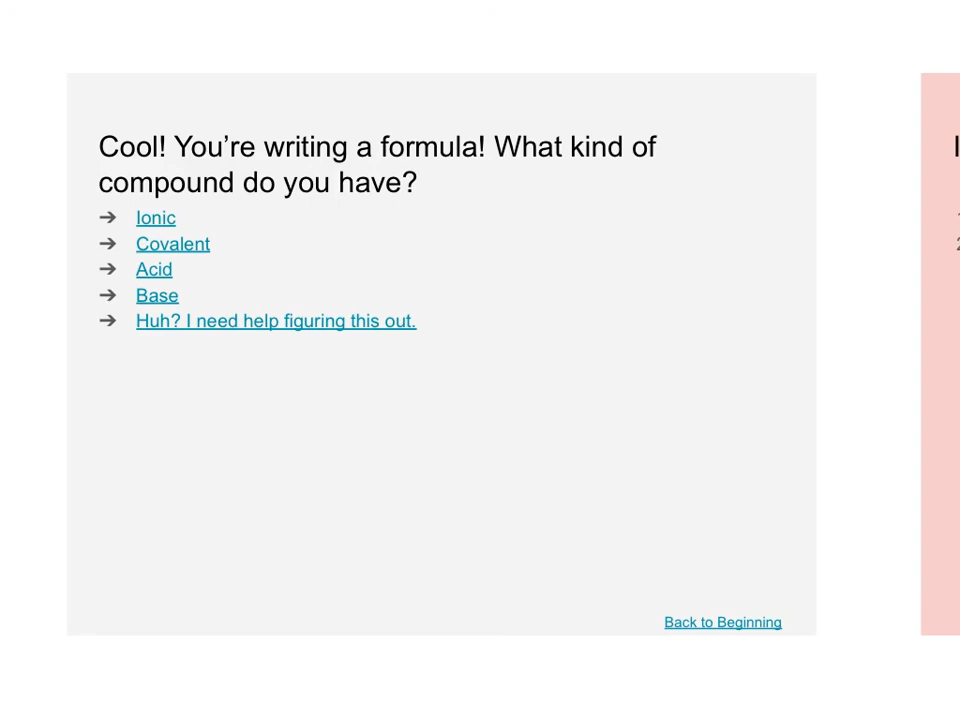 Cool! You’re writing a formula! What kind of
compound do you have?
➔ Ionic
➔ Covalent
➔ Acid
➔ Base
➔ Huh? I need help figuring this out.
Back to Beginning